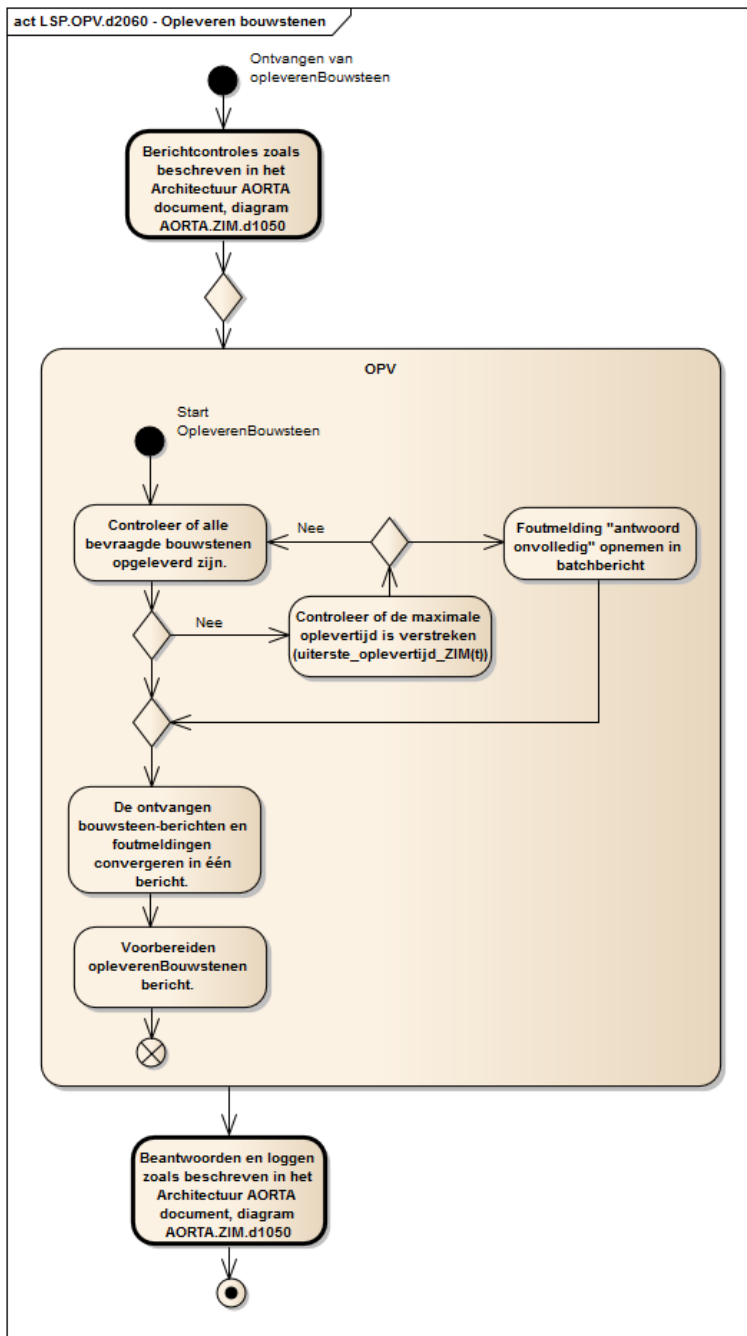 act LSP.OPV.d2060 - Opleveren bouwstenen
Ontvangen van
opleverenBouwsteen
Berichtcontroles zoals
beschreven in het
Architectuur AORTA
document, diagram
AORTA.ZIM.d1050
OPV
Start
OpleverenBouwsteen
Controleer of alle
bevraagde bouwstenen
opgeleverd zijn.
Nee
Foutmelding "antwoord
onvolledig" opnemen in
batchbericht
Nee
Controleer of de maximale
oplevertijd is verstreken
(uiterste_oplevertijd_ZIM(t))
De ontvangen
bouwsteen-berichten en
foutmeldingen
convergeren in één
bericht.
Voorbereiden
opleverenBouwstenen
bericht.
Beantwoorden en loggen
zoals beschreven in het
Architectuur AORTA
document, diagram
AORTA.ZIM.d1050